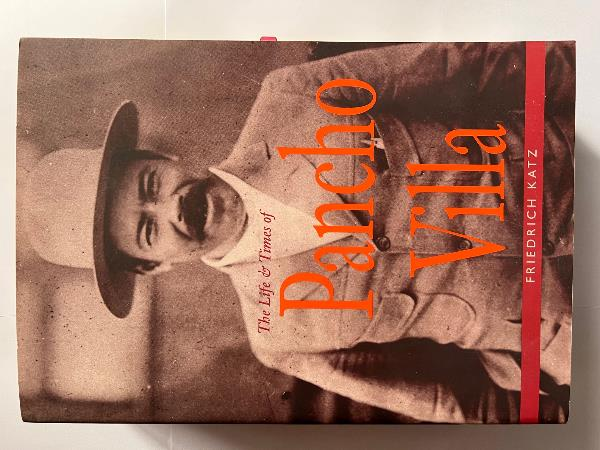 The Life & Times of
Pancho
Villa
FRIEDRICH KATZ